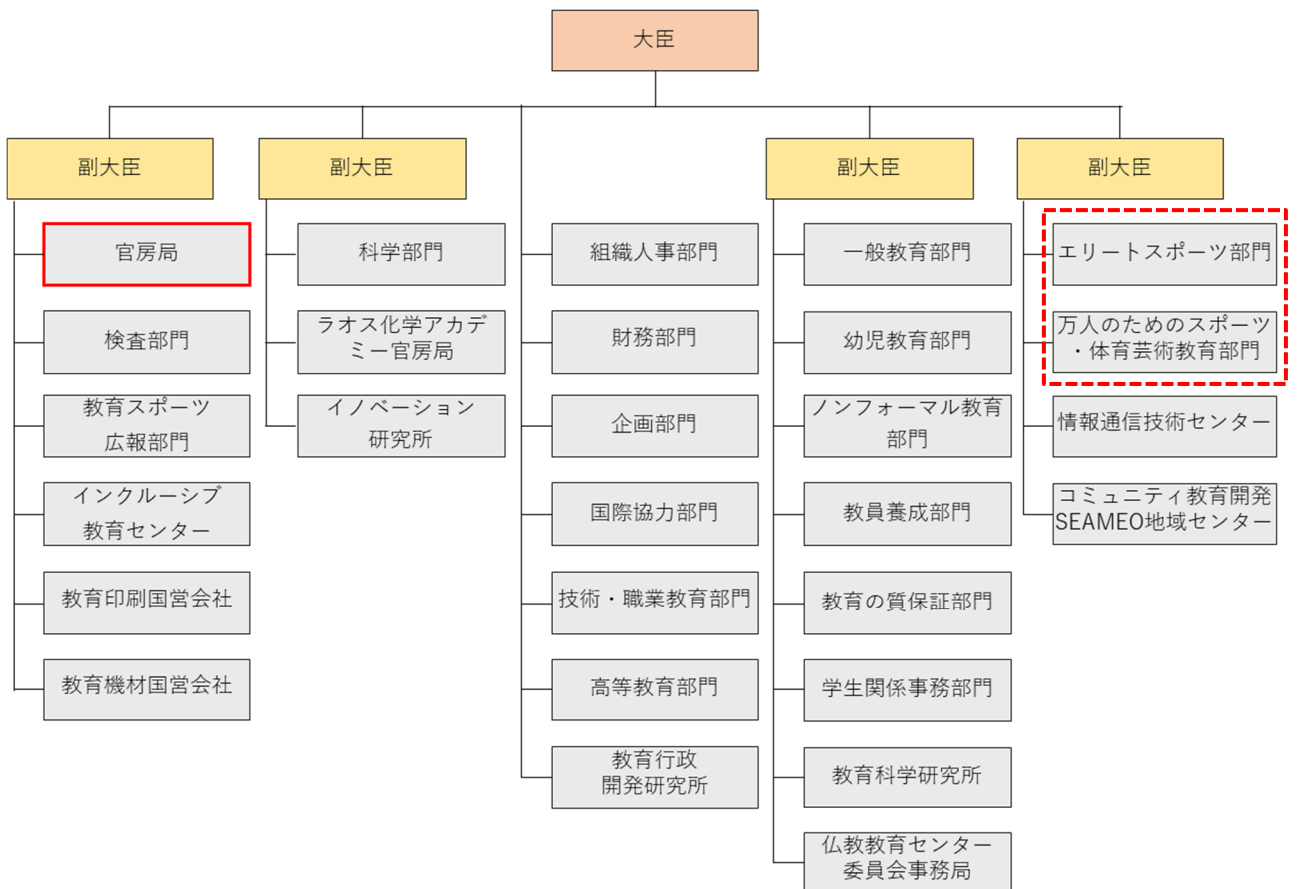 大臣
副大臣
官房局
検査部門
教育スポーツ
広報部門
インクルーシブ
教育センター
教育印刷国営会社
教育機材国営会社
副大臣
科学部門
ラオス化学アカデ
ミー官房局
イノベーション
研究所
組織人事部門
財務部門
企画部門
国際協力部門
技術・職業教育部門
高等教育部門
教育行政
開発研究所
副大臣
一般教育部門
幼児教育部門
ノンフォーマル教育
部門
教員養成部門
教育の質保証部門
学生関係事務部門
教育科学研究所
仏教教育センター
委員会事務局
副大臣
エリートスポーツ部門
万人のためのスポーツ
・体育芸術教育部門
情報通信技術センター
コミュニティ教育開発
SEAMEO地域センター